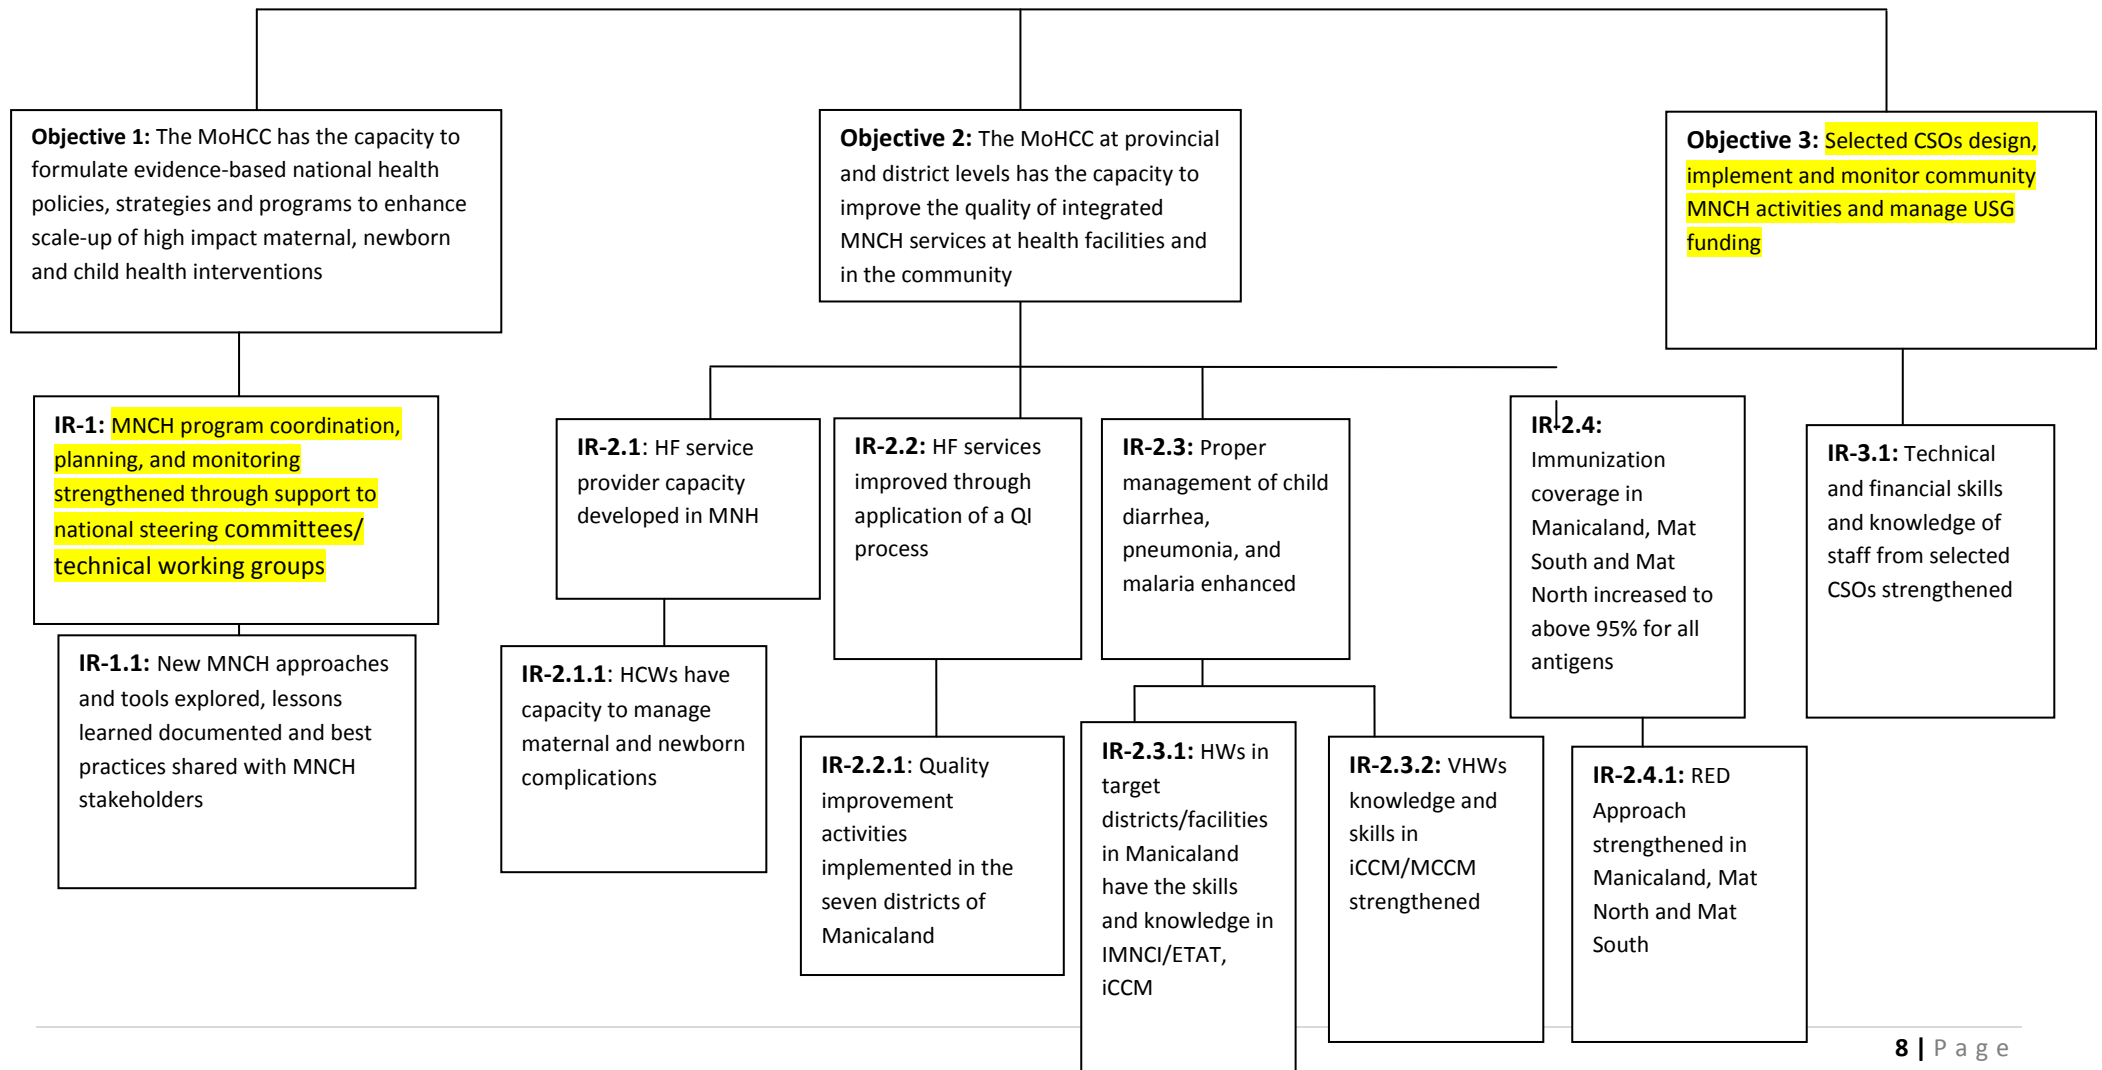 Objective 1: The MoHCC has the capacity to
formulate evidence-based national health
policies, strategies and programs to enhance
scale-up of high impact maternal, newborn
and child health interventions
Objective 2: The MoHCC at provincial
and district levels has the capacity to
improve the quality of integrated
MNCH services at health facilities and
in the community
Objective 3: Selected CSOs design,
implement and monitor community
MNCH activities and manage USG
funding
IR-1: MNCH program coordination,
planning, and monitoring
strengthened through support to
national steering committees/
technical working groups
IR-1.1: New MNCH approaches
and tools explored, lessons
learned documented and best
practices shared with MNCH
stakeholders
IR-2.1: HF service
provider capacity
developed in MNH
IR-2.1.1: HCWs have
capacity to manage
maternal and newborn
complications
IR-2.2: HF services
improved through
application of a QI
process
IR-2.2.1: Quality
improvement
activities
implemented in the
seven districts of
Manicaland
IR-2.3: Proper
management of child
diarrhea,
pneumonia, and
malaria enhanced
IR-2.3.1: HWs in
target
districts/facilities
in Manicaland
have the skills
and knowledge in
IMNCI/ETAT,
iCCM
IR-2.3.2: VHWs
knowledge and
skills in
iCCM/MCCM
strengthened
IR-2.4:
Immunization
coverage in
Manicaland, Mat
South and Mat
North increased to
above 95% for all
antigens
IR-2.4.1: RED
Approach
strengthened in
Manicaland, Mat
North and Mat
South
IR-3.1: Technical
and financial skills
and knowledge of
staff from selected
CSOs strengthened
8 | Page